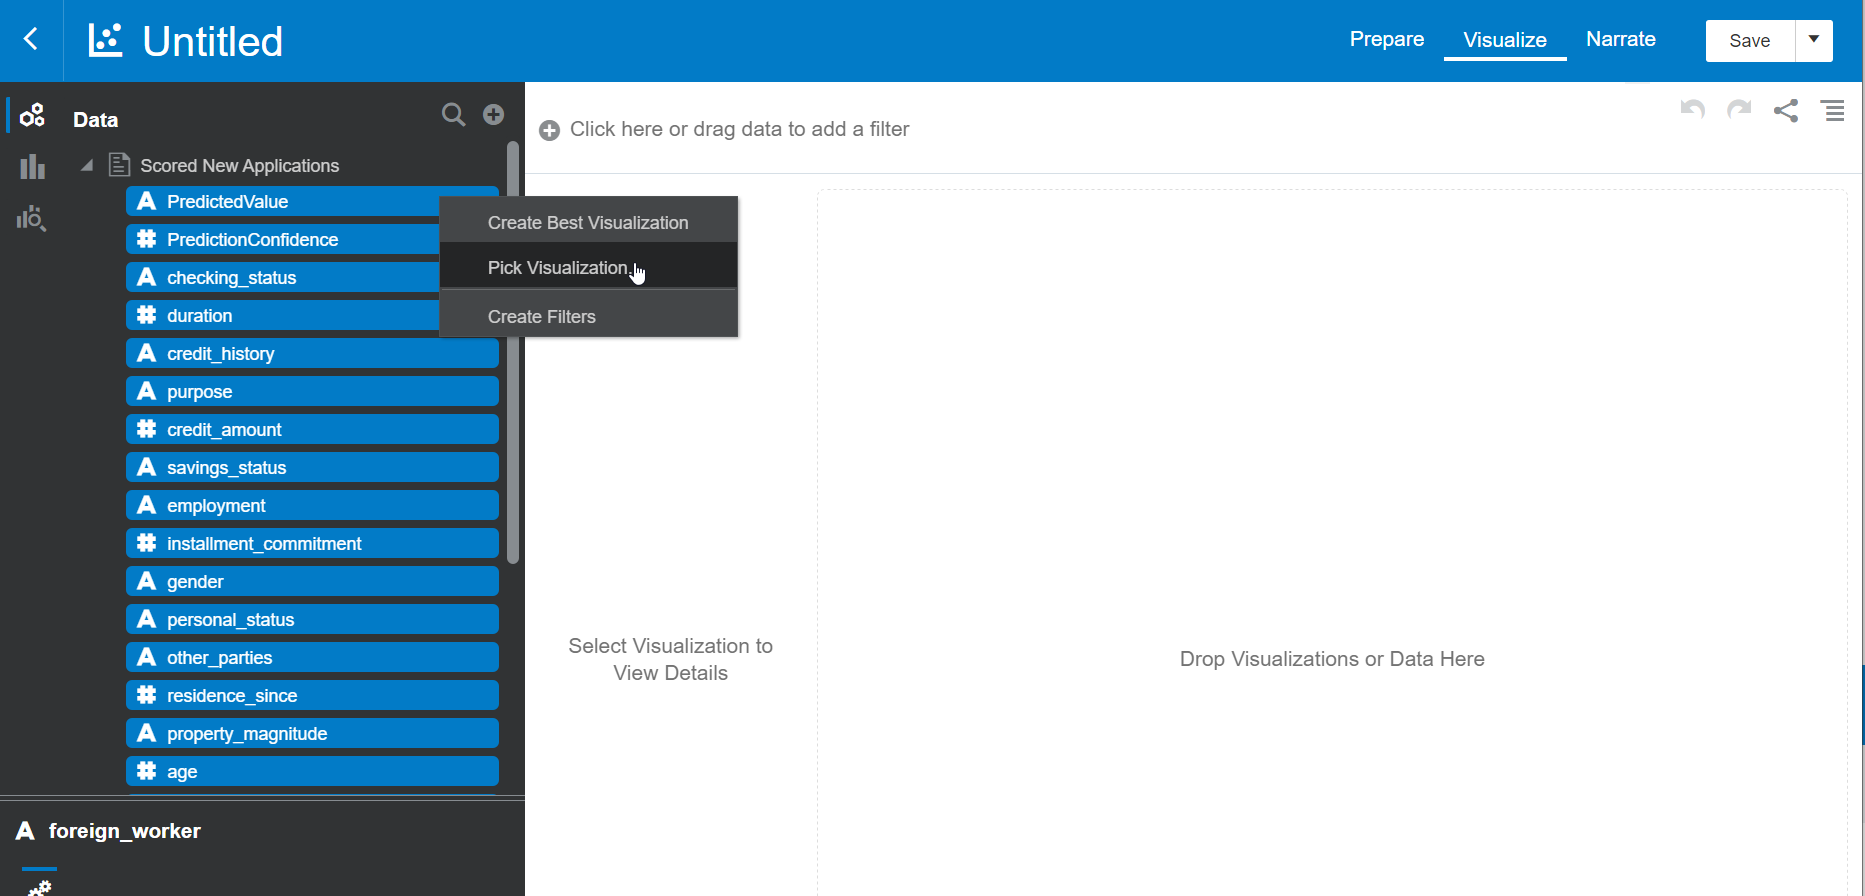 Untitled
Prepare
Visualize
Narrate
Save
Data
Click here or drag data to add a filter
Scored New Applications
A PredictedValue
# PredictionConfidence
A checking_status
# duration
A credit_history
A purpose
# credit_amount
A savings_status
A employment
# installment_commitment
A gender
A personal_status
A other_parties
# residence_since
A property_magnitude
# age
A foreign_worker
Create Best Visualization
Pick Visualization..
Create Filters
Select Visualization to
View Details
Drop Visualizations or Data Here